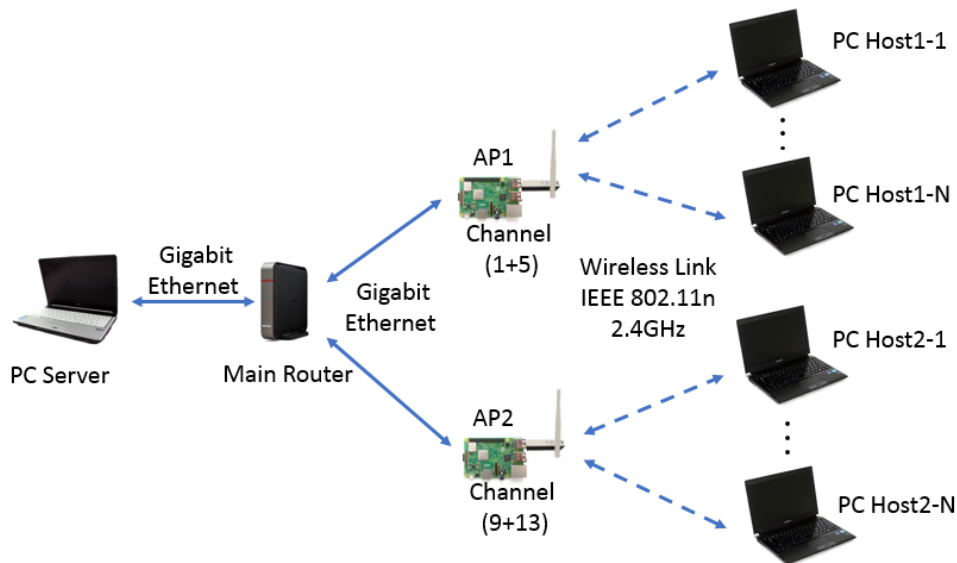 PC Host1-1
AP1
PC Host1-N
Channel
(1+5)
Gigabit
Ethernet
Wireless Link
IEEE 802.11n
2.4GHz
Gigabit
Ethernet
PC Server
Main Router
PC Host2-1
AP2
Channel
(9+13)
PC Host2-N